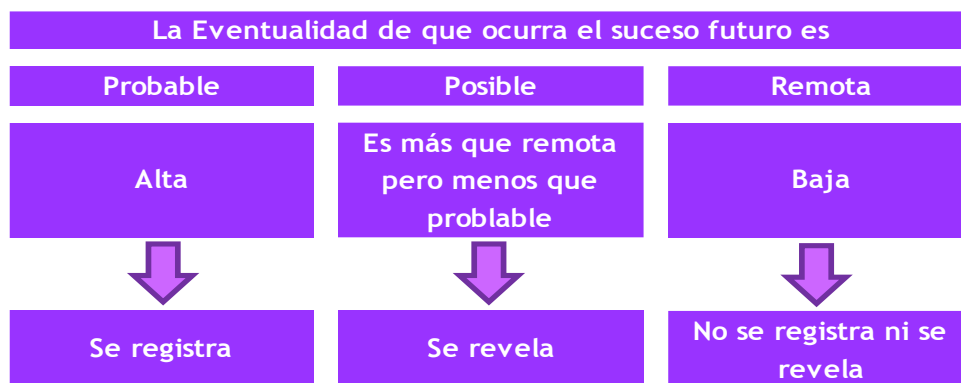 La Eventualidad de que ocurra el suceso futuro es
Probable
Posible
Remota
Alta
Es más que remota
pero menos que
problable
Baja
Se registra
Se revela
No se registra ni se
revela